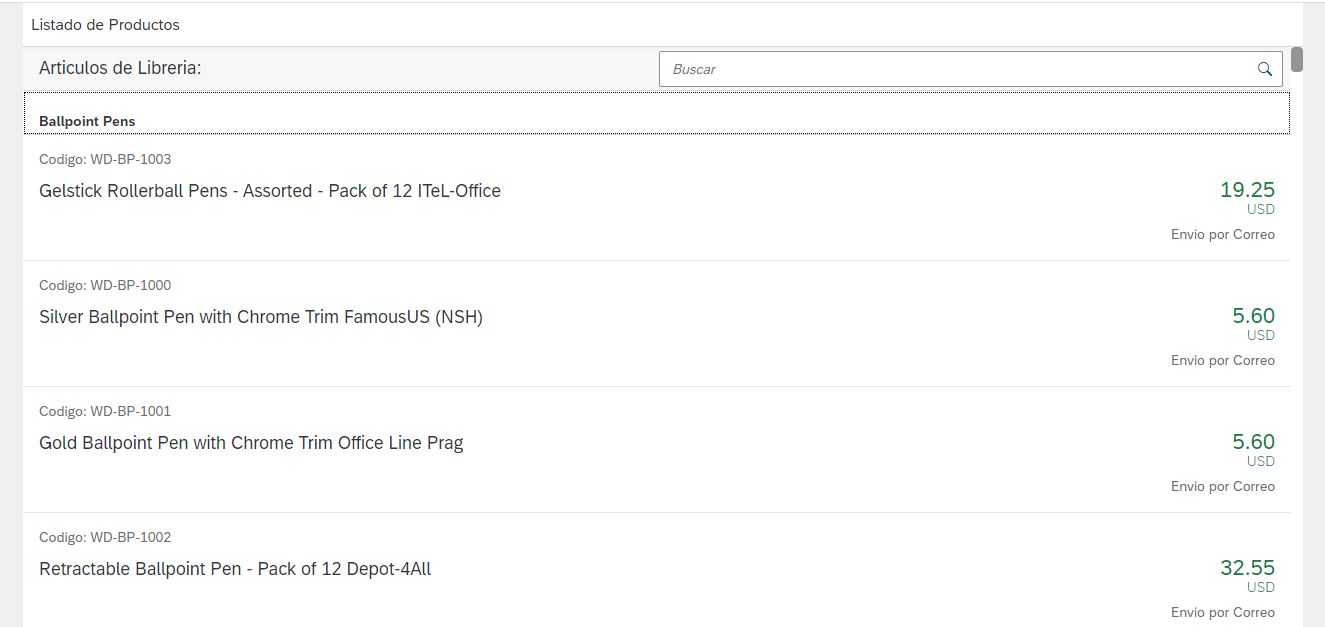 Listado de Productos
Articulos de Libreria:
Buscar
Ballpoint Pens
Codigo: WD-BP-1003
Gelstick Rollerball Pens - Assorted - Pack of 12 ITeL-Office
19.25
USD
Envio por Correo
Codigo: WD-BP-1000
Silver Ballpoint Pen with Chrome Trim FamousUS (NSH)
5.60
USD
Envio por Correo
Codigo: WD-BP-1001
Gold Ballpoint Pen with Chrome Trim Office Line Prag
5.60
USD
Envio por Correo
Codigo: WD-BP-1002
Retractable Ballpoint Pen - Pack of 12 Depot-4All
32.55
USD
Envio por Correo